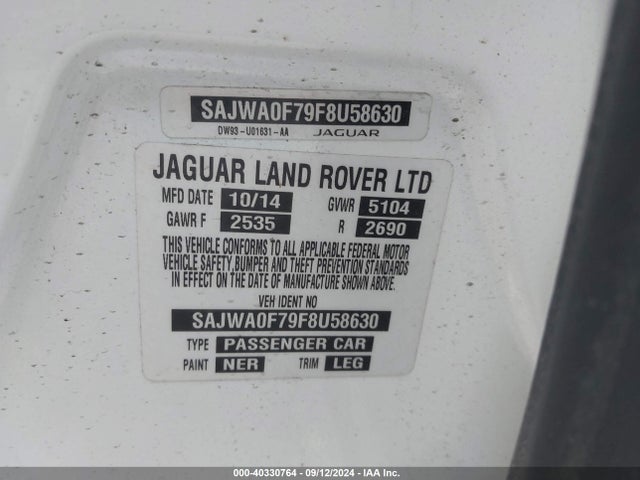 SAJWA0F79F8U58630
DW93-U01631-AA JAGUAR
JAGUAR LAND ROVER LTD
MFD DATE 10/14 GVWR 5104
GAWR F 2535 R 2690
THIS VEHICLE CONFORMS TO ALL APPLICABLE FEDERAL MOTOR
VEHICLE SAFETY, BUMPER AND THEFT PREVENTION STANDARDS
IN EFFECT ON THE DATE OF MANUFACTURE SHOWN ABOVE.
VEH IDENT NO
SAJWA0F79F8U58630
TYPE PASSENGER CAR
PAINT NER TRIM LEG
000-40330764 - 09/12/2024 - IAA Inc.